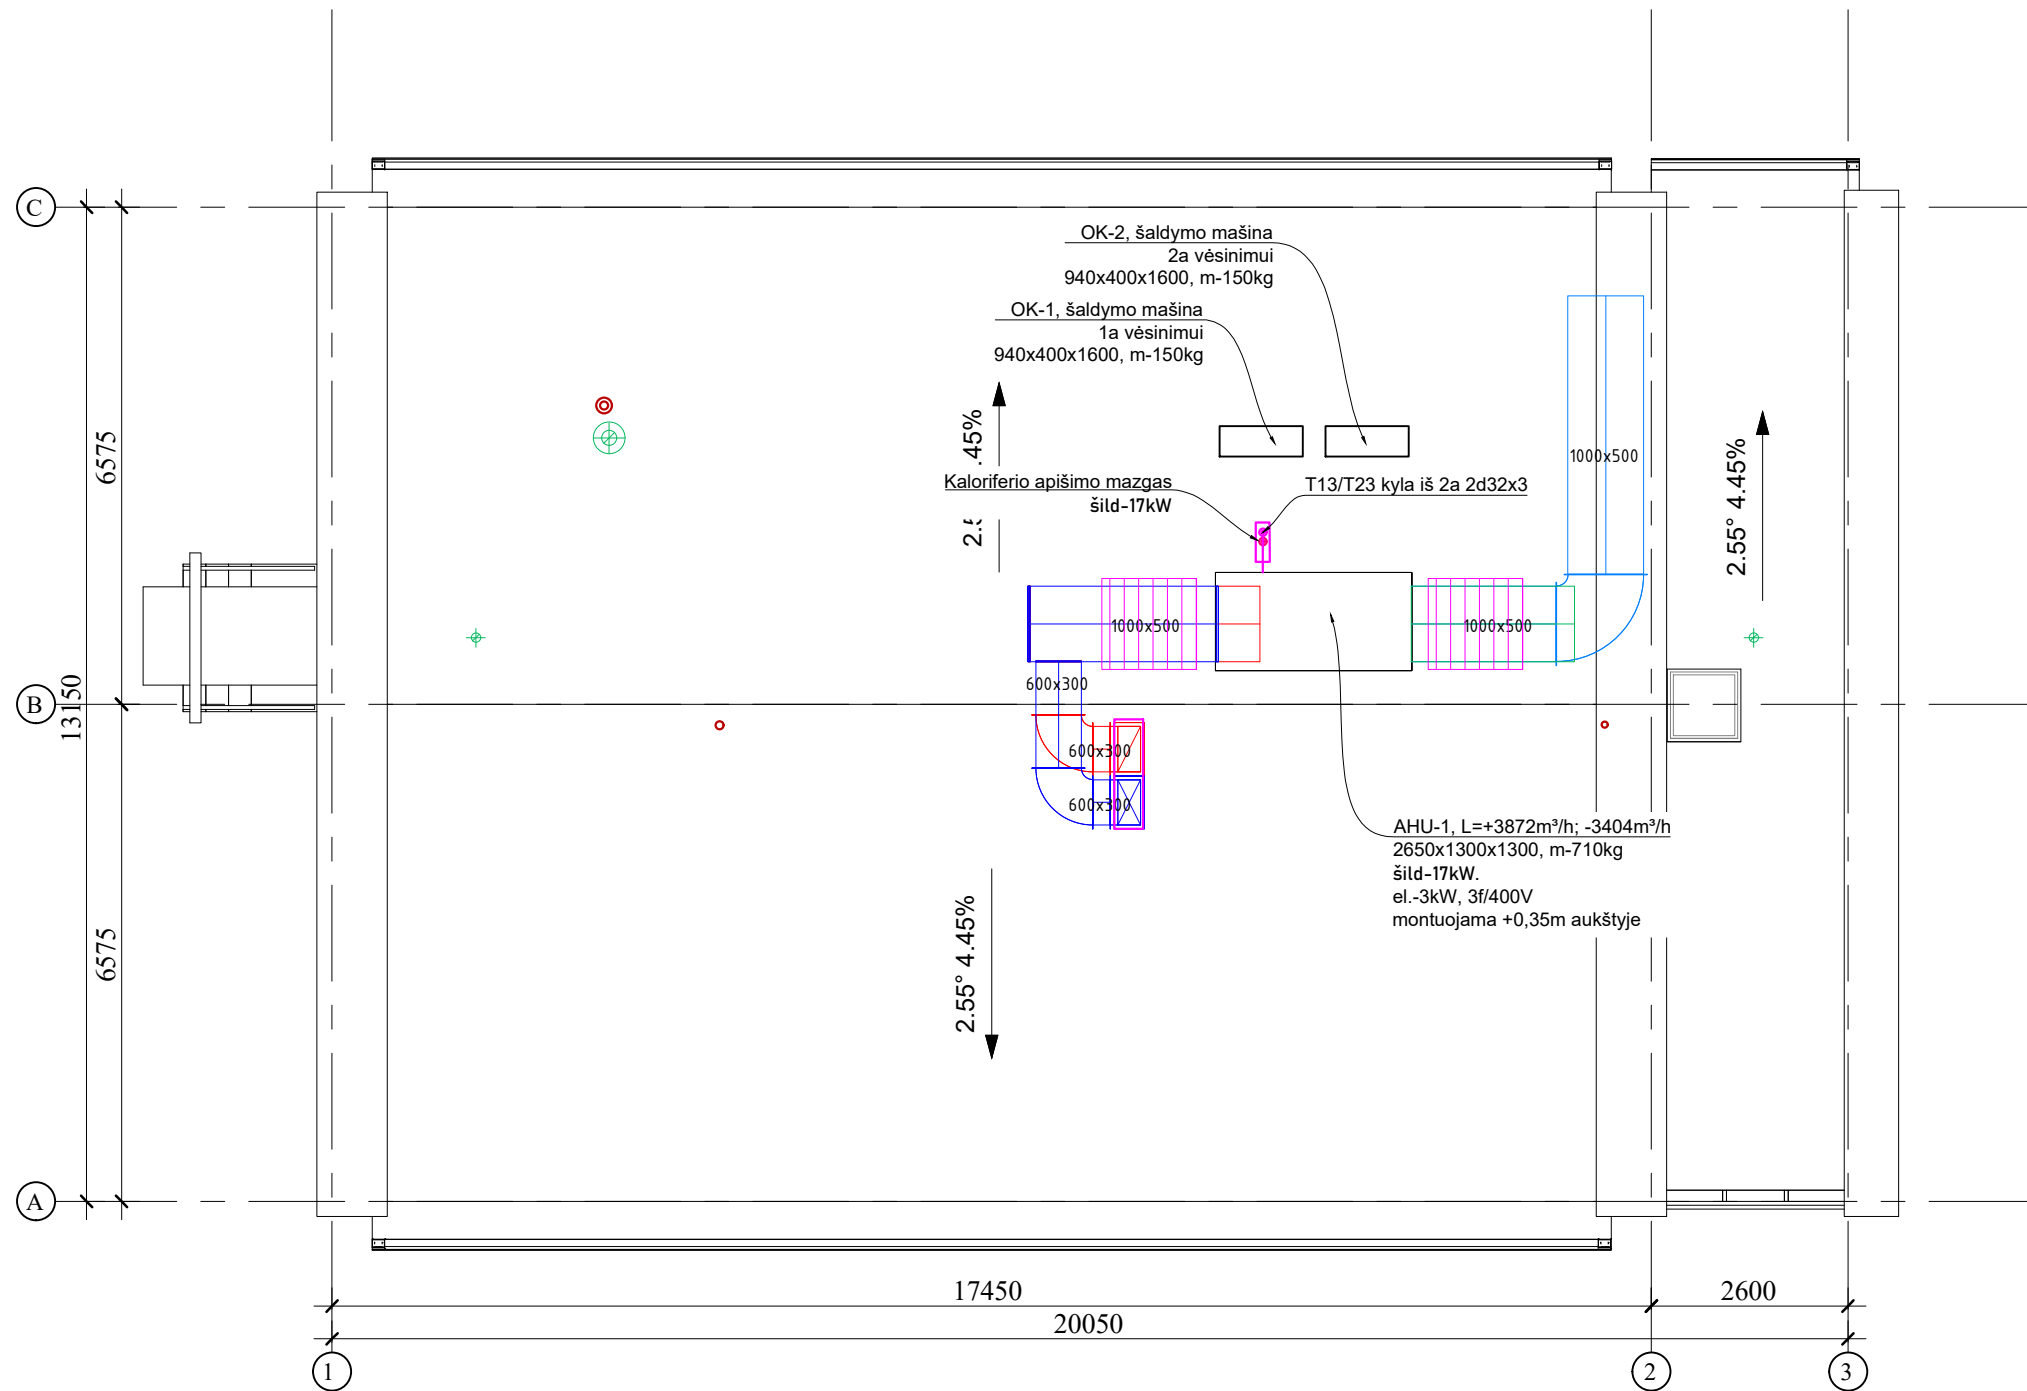 C
OK-2, šaldymo mašina
2a vėsinimui
940x400x1600, m-150kg
OK-1, šaldymo mašina
1a vėsinimui
940x400x1600, m-150kg
6575
.45%
2.55° 4.45%
1000x500
Kaloriferio apišimo mazgas
šild-17kW
T13/T23 kyla iš 2a 2d32x3
1000x500
1000x500
600x300
B
13150
600x300
600x300
AHU-1, L=+3872m³/h; -3404m³/h
2650x1300x1300, m-710kg
šild-17kW.
el.-3kW, 3f/400V
montuojama +0,35m aukštyje
6575
2.55° 4.45%
A
17450
2600
20050
1
2
3